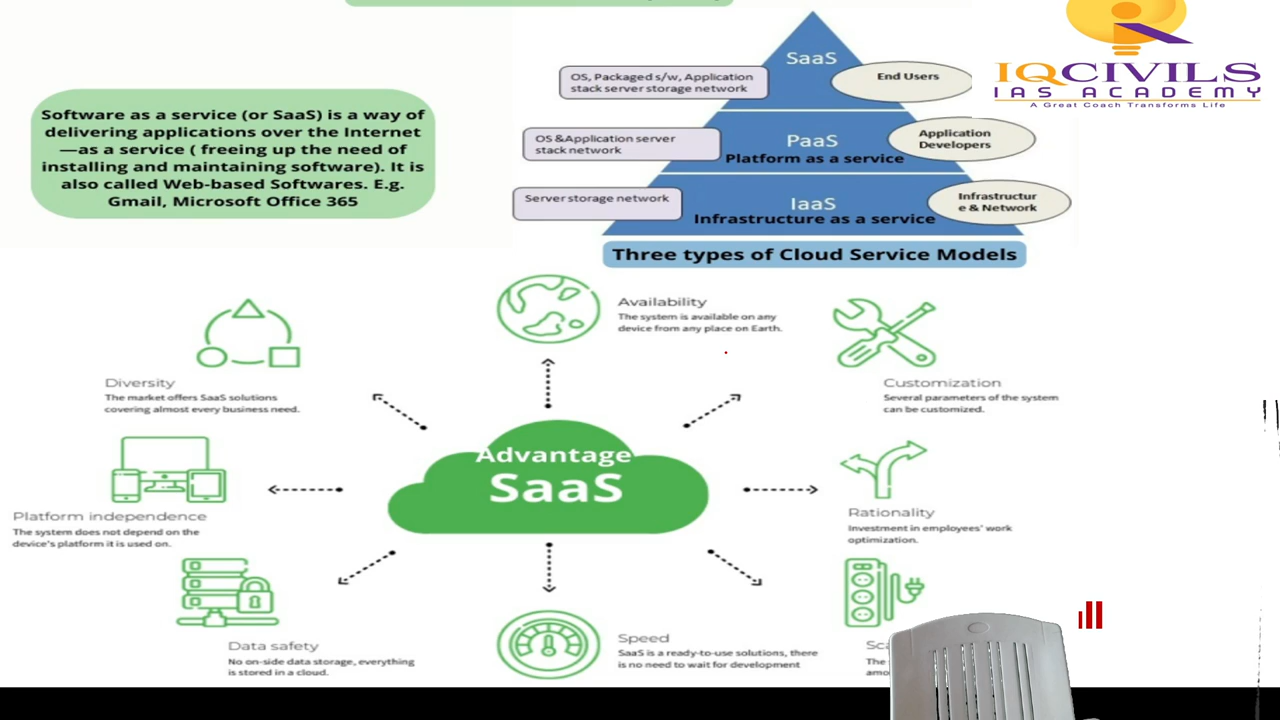 Software as a service (or SaaS) is a way of
delivering applications over the Internet
—as a service ( freeing up the need of
installing and maintaining software). It is
also called Web-based Softwares. E.g.
Gmail, Microsoft Office 365
SaaS
OS, Packaged s/w, Application
stack server storage network
End Users
PaaS
Platform as a service
OS &Application server
stack network
Application
Developers
IaaS
Infrastructure as a service
Server storage network
Infrastructur
e & Network
Three types of Cloud Service Models
IQCIVILS
IAS ACADEMY
A Great Coach Transforms Life
Availability
The system is available on any
device from any place on Earth.
Diversity
The market offers SaaS solutions
covering almost every business need.
Customization
Several parameters of the system
can be customized.
Advantage
SaaS
Platform independence
The system does not depend on the
device's platform it is used on.
Rationality
Investment in employees' work
optimization.
Data safety
No on-side data storage, everything
is stored in a cloud.
Speed
SaaS is a ready-to-use solutions, there
is no need to wait for development
The